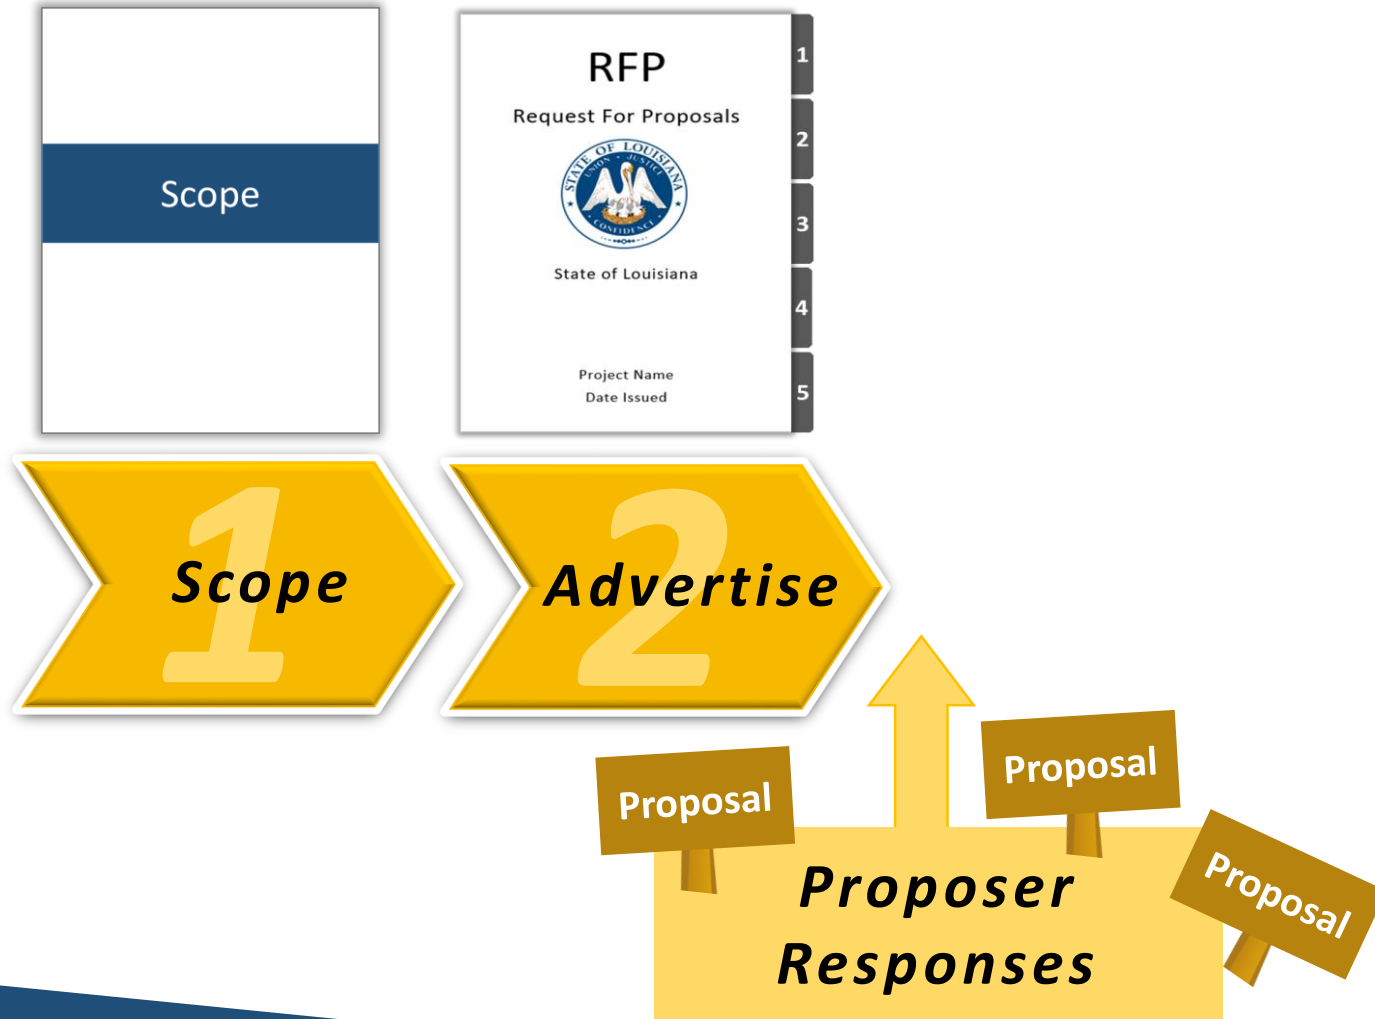 Scope
RFP
Request For Proposals
STATE OF LOUISIANA
UNION · JUSTICE
CONFIDENCE
State of Louisiana
Project Name
Date Issued
1
2
3
4
5
1
Scope
2
Advertise
Proposal
Proposal
Proposal
Proposer
Responses